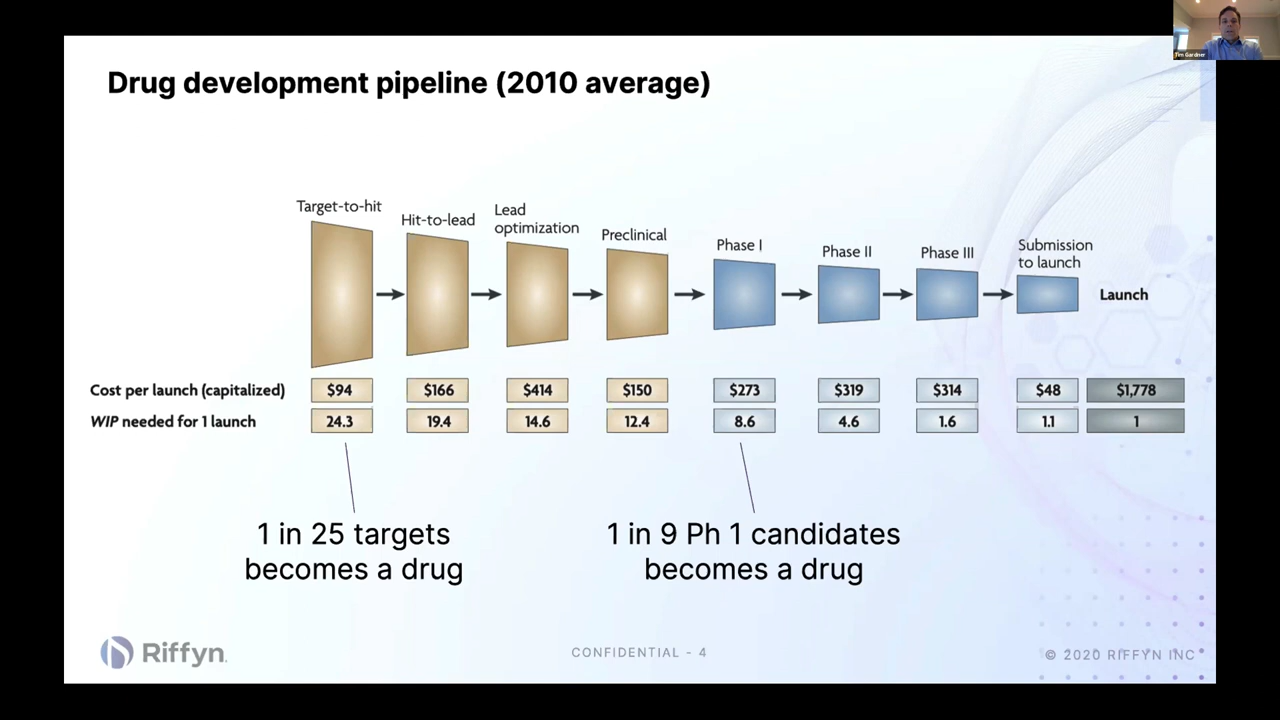 Tim Gardner
Drug development pipeline (2010 average)
Target-to-hit
Hit-to-lead
Lead
optimization
Preclinical
Phase I
Phase II
Phase III
Submission
to launch
Launch
Cost per launch (capitalized) $94 $166 $414 $150 $273 $319 $314 $48 $1,778
WIP needed for 1 launch 24.3 19.4 14.6 12.4 8.6 4.6 1.6 1.1 1
1 in 25 targets
becomes a drug
1 in 9 Ph 1 candidates
becomes a drug
Riffyn.
CONFIDENTIAL - 4
© 2020 RIFFYN INC